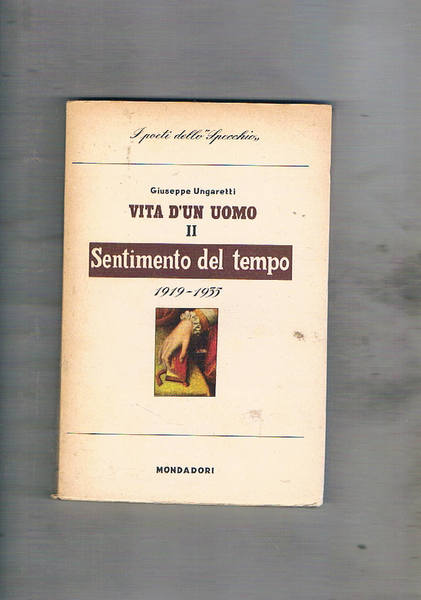 I poeti dello "Specchio"
Giuseppe Ungaretti
VITA D'UN UOMO
II
Sentimento del tempo
1919-1935
MONDADORI